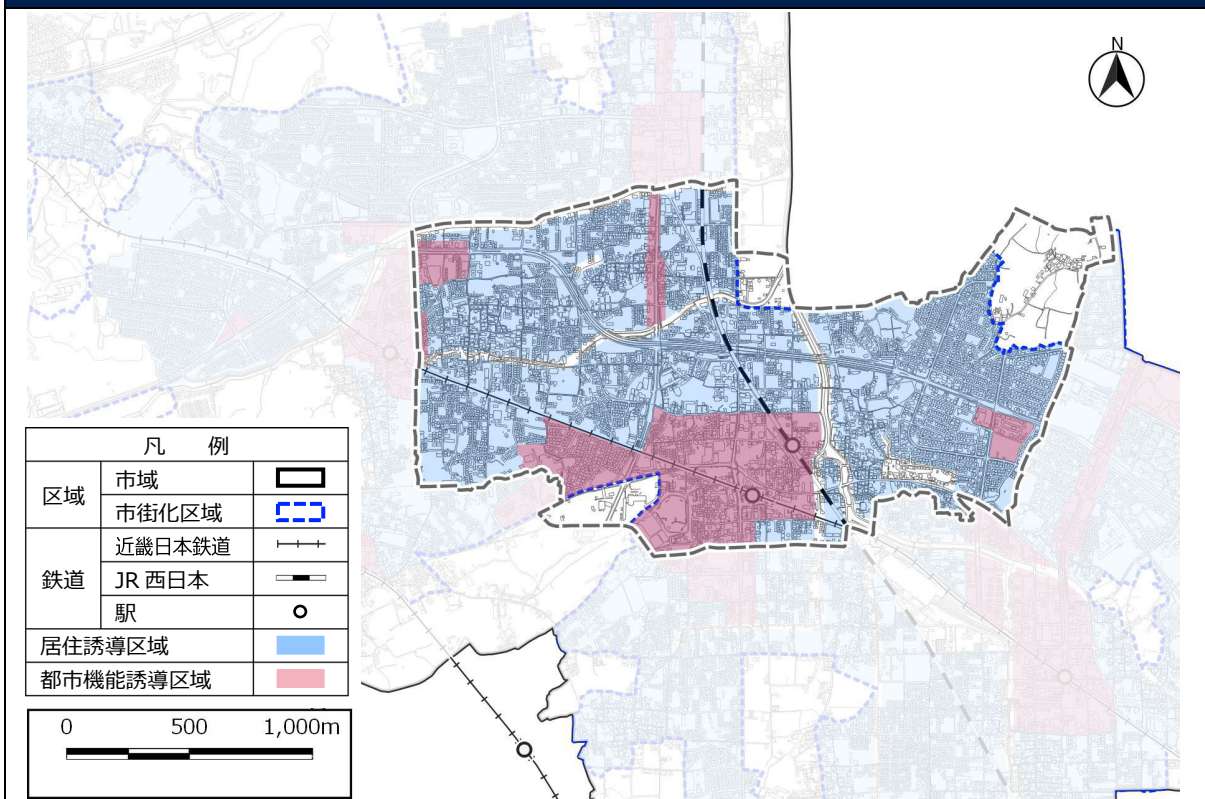 N
凡 例
区域
市域
市街化区域
鉄道
近畿日本鉄道
JR 西日本
駅
居住誘導区域
都市機能誘導区域
0 500 1,000m